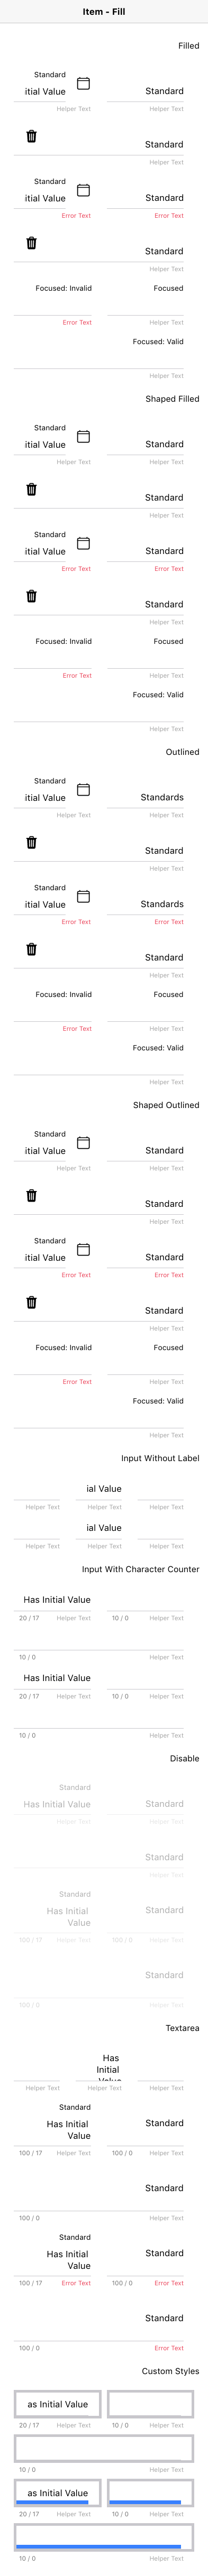 Item - Fill
Filled
Standard
itial Value Standard
Helper Text
Standard
Helper Text
Standard
itial Value Standard
Error Text Error Text
Standard
Helper Text
Focused: Invalid Focused
Error Text Helper Text
Focused: Valid
Helper Text
Shaped Filled
Standard
itial Value Standard
Helper Text
Standard
Helper Text
Standard
itial Value Standard
Error Text Error Text
Standard
Helper Text
Focused: Invalid Focused
Error Text Helper Text
Focused: Valid
Helper Text
Outlined
Standard
itial Value Standards
Helper Text Helper Text
Standard
Helper Text
Standard
itial Value Standards
Error Text Error Text
Standard
Helper Text
Focused: Invalid Focused
Error Text Helper Text
Focused: Valid
Helper Text
Shaped Outlined
Standard
itial Value Standard
Helper Text Helper Text
Standard
Helper Text
Standard
itial Value Standard
Error Text Error Text
Standard
Helper Text
Focused: Invalid Focused
Error Text Helper Text
Focused: Valid
Helper Text
Input Without Label
ial Value
Helper Text Helper Text Helper Text
ial Value
Helper Text Helper Text Helper Text
Input With Character Counter
Has Initial Value
20 / 17 Helper Text 10 / 0 Helper Text
10 / 0 Helper Text
Has Initial Value
20 / 17 Helper Text 10 / 0 Helper Text
10 / 0 Helper Text
Disable
Standard
Has Initial Value Standard
Helper Text Helper Text
Standard
Helper Text
Standard
Has Initial Standard
Value
100 / 17 Helper Text 100 / 0 Helper Text
Standard
100 / 0 Helper Text
Textarea
Has
Initial
Value
Helper Text Helper Text Helper Text
Standard
Has Initial Standard
Value
100 / 17 Helper Text 100 / 0 Helper Text
Standard
100 / 0 Helper Text
Standard
Has Initial Standard
Value
100 / 17 Error Text 100 / 0 Error Text
Standard
100 / 0 Error Text
Custom Styles
as Initial Value
20 / 17 Helper Text 10 / 0 Helper Text
10 / 0 Helper Text
as Initial Value
20 / 17 Helper Text 10 / 0 Helper Text
10 / 0 Helper Text